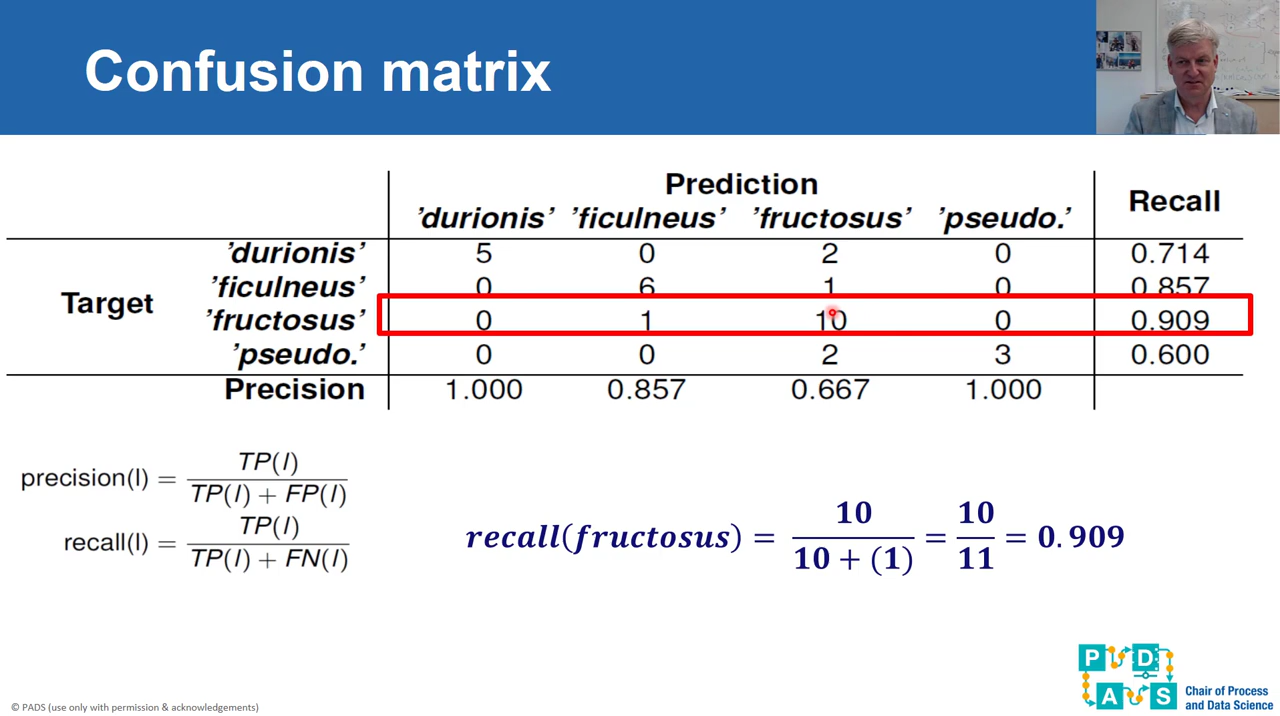 Confusion matrix
Prediction
Recall
'durionis' 'ficulneus' 'fructosus' 'pseudo.'
'durionis' 5 0 2 0 0.714
'ficulneus' 0 6 1 0 0.857
Target
'fructosus' 0 1 10 0 0.909
'pseudo.' 0 0 2 3 0.600
Precision 1.000 0.857 0.667 1.000
precision(l) = TP(l) / TP(l) + FP(l)
recall(l) = TP(l) / TP(l) + FN(l)
recall(fructosus) = 10 / 10 + (1) = 10 / 11 = 0.909
P D
A S
Chair of Process
and Data Science
© PADS (use only with permission & acknowledgements)